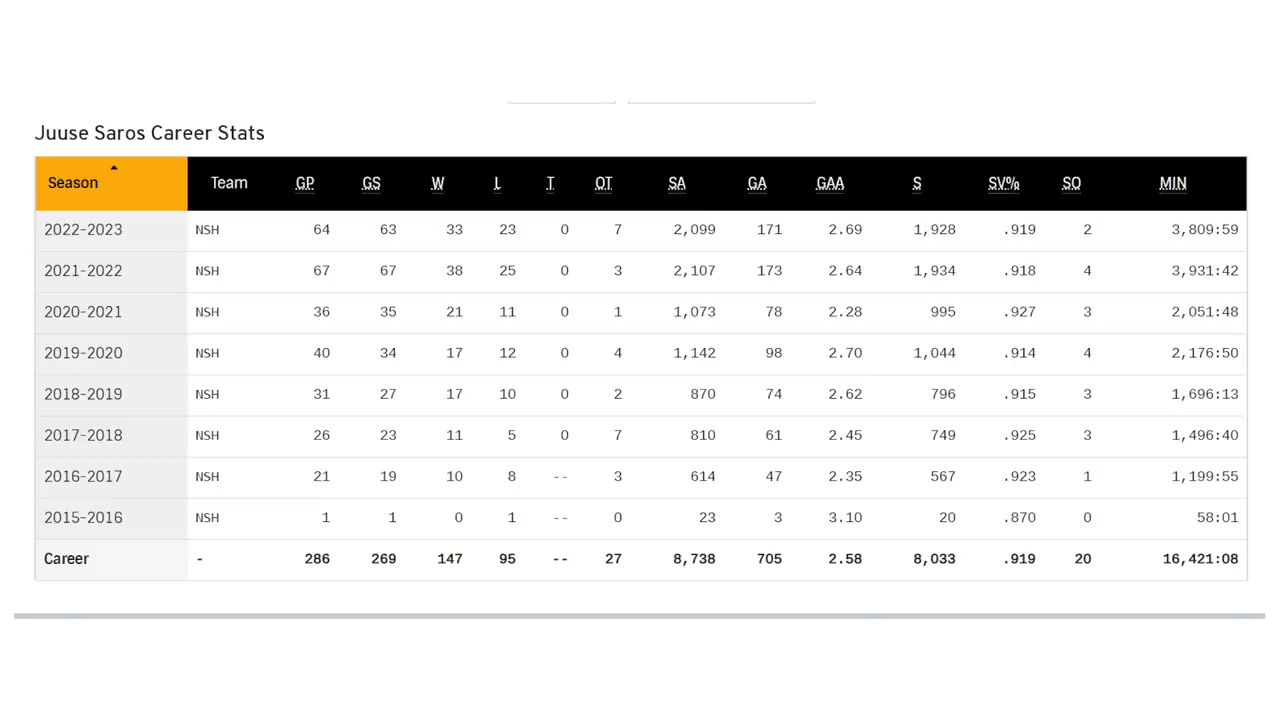 Juuse Saros Career Stats
Season Team GP GS W L T OT SA GA GAA S SV% SO MIN
2022-2023 NSH 64 63 33 23 0 7 2,099 171 2.69 1,928 .919 2 3,809:59
2021-2022 NSH 67 67 38 25 0 3 2,107 173 2.64 1,934 .918 4 3,931:42
2020-2021 NSH 36 35 21 11 0 1 1,073 78 2.28 995 .927 3 2,051:48
2019-2020 NSH 40 34 17 12 0 4 1,142 98 2.70 1,044 .914 4 2,176:50
2018-2019 NSH 31 27 17 10 0 2 870 74 2.62 796 .915 3 1,696:13
2017-2018 NSH 26 23 11 5 0 7 810 61 2.45 749 .925 3 1,496:40
2016-2017 NSH 21 19 10 8 -- 3 614 47 2.35 567 .923 1 1,199:55
2015-2016 NSH 1 1 0 1 -- 0 23 3 3.10 20 .870 0 58:01
Career - 286 269 147 95 -- 27 8,738 705 2.58 8,033 .919 20 16,421:08